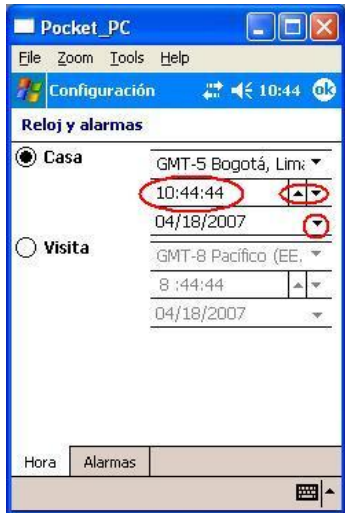 Pocket_PC
File Zoom Tools Help
Configuración 10:44 ok
Reloj y alarmas
Casa GMT-5 Bogotá, Lima
10:44:44
04/18/2007
Visita GMT-8 Pacífico (EE.
8 :44:44
04/18/2007
Hora Alarmas